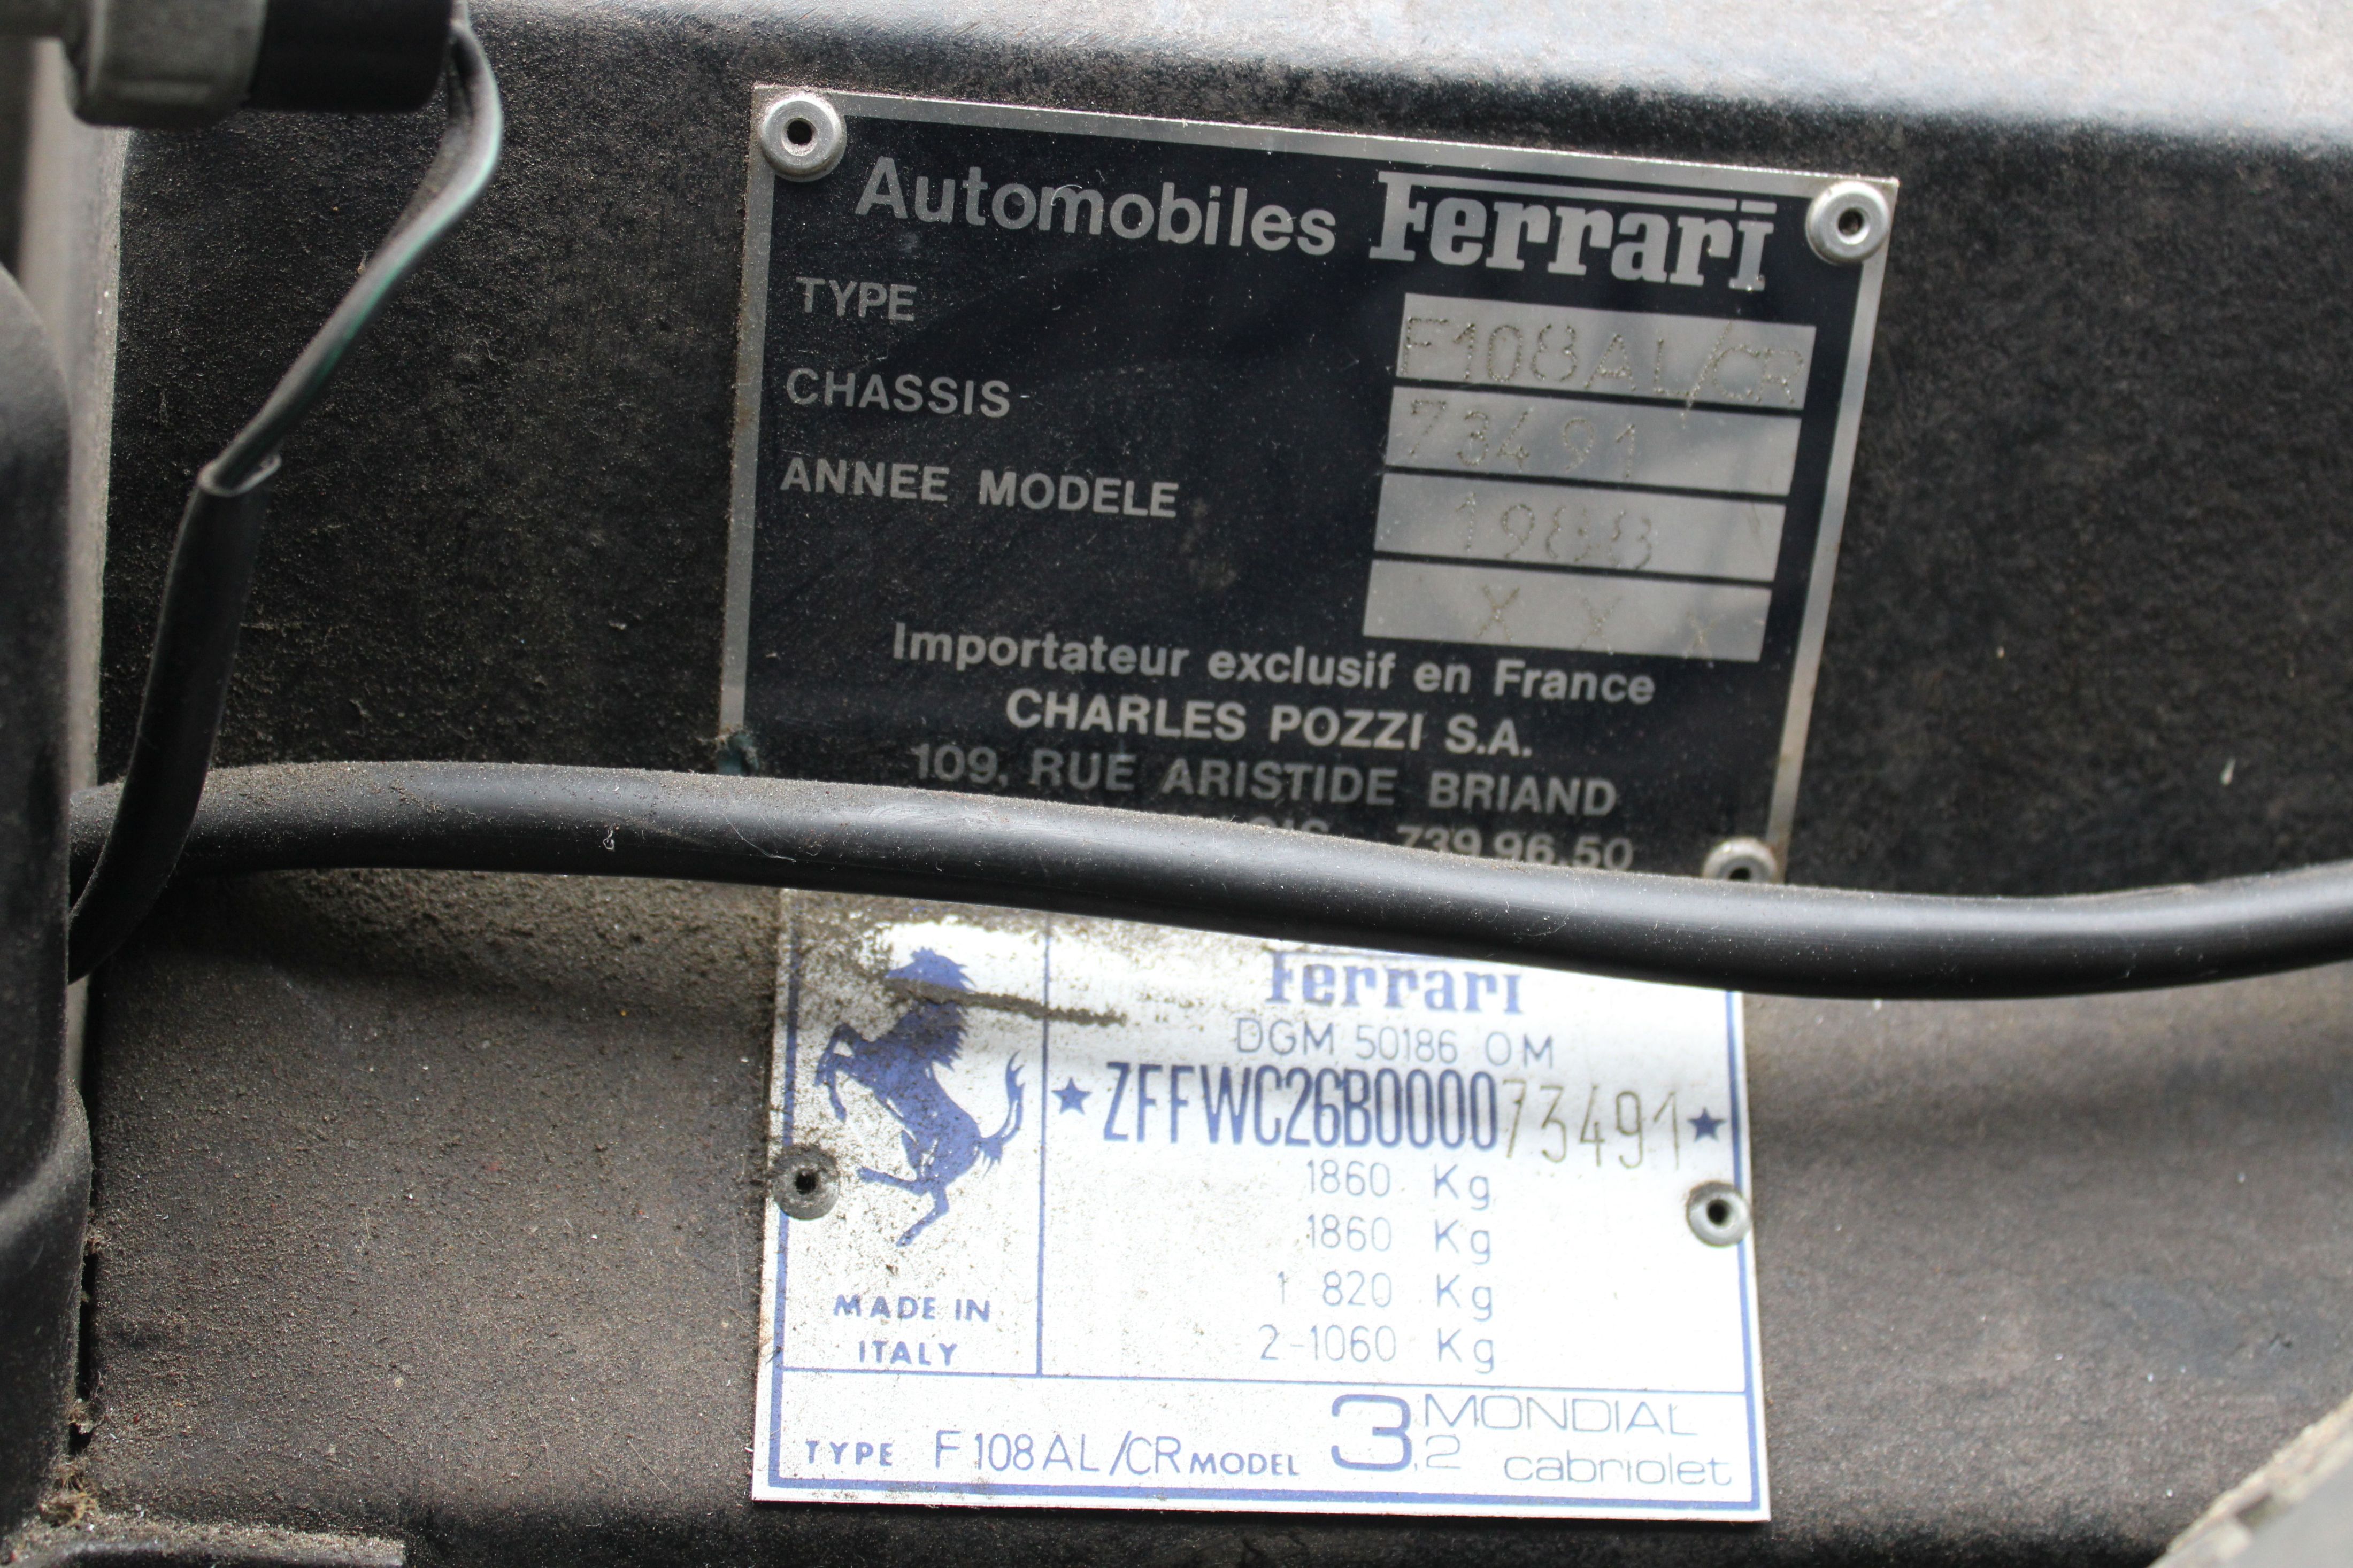 Automobiles Ferrari
TYPE F108AL/CR
CHASSIS 73491
ANNEE MODELE 1988
X X X
Importateur exclusif en France
CHARLES POZZI S.A.
109, RUE ARISTIDE BRIAND
739.96.50
Ferrari
DGM 50186 OM
★ ZFFWC26B000073491 ★
1860 Kg
1860 Kg
1 820 Kg
2-1060 Kg
MADE IN
ITALY
TYPE F108AL/CR MODEL 3.2 MONDIAL
cabriolet